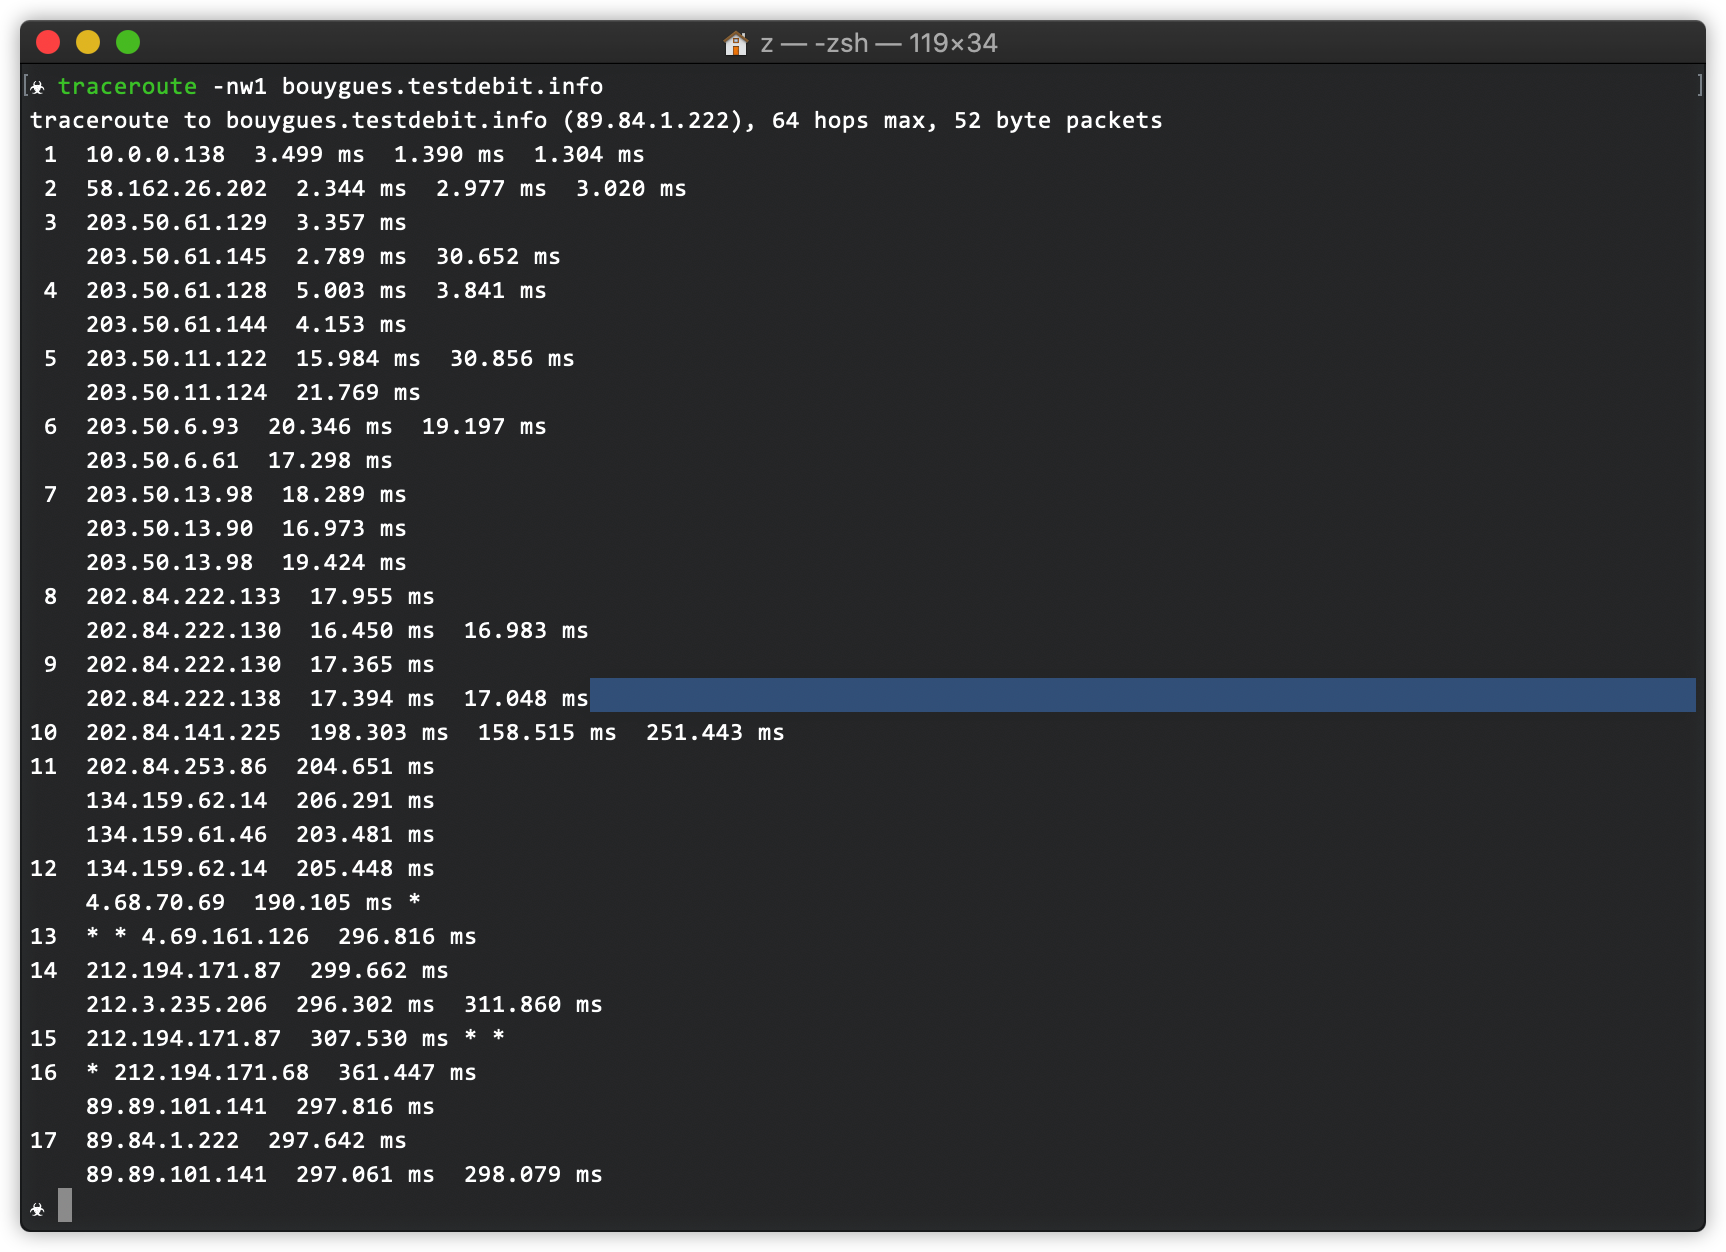 z — -zsh — 119×34
[☣ traceroute -nw1 bouygues.testdebit.info ]
traceroute to bouygues.testdebit.info (89.84.1.222), 64 hops max, 52 byte packets
 1  10.0.0.138  3.499 ms  1.390 ms  1.304 ms
 2  58.162.26.202  2.344 ms  2.977 ms  3.020 ms
 3  203.50.61.129  3.357 ms
    203.50.61.145  2.789 ms  30.652 ms
 4  203.50.61.128  5.003 ms  3.841 ms
    203.50.61.144  4.153 ms
 5  203.50.11.122  15.984 ms  30.856 ms
    203.50.11.124  21.769 ms
 6  203.50.6.93  20.346 ms  19.197 ms
    203.50.6.61  17.298 ms
 7  203.50.13.98  18.289 ms
    203.50.13.90  16.973 ms
    203.50.13.98  19.424 ms
 8  202.84.222.133  17.955 ms
    202.84.222.130  16.450 ms  16.983 ms
 9  202.84.222.130  17.365 ms
    202.84.222.138  17.394 ms  17.048 ms
10  202.84.141.225  198.303 ms  158.515 ms  251.443 ms
11  202.84.253.86  204.651 ms
    134.159.62.14  206.291 ms
    134.159.61.46  203.481 ms
12  134.159.62.14  205.448 ms
    4.68.70.69  190.105 ms *
13  * * 4.69.161.126  296.816 ms
14  212.194.171.87  299.662 ms
    212.3.235.206  296.302 ms  311.860 ms
15  212.194.171.87  307.530 ms * *
16  * 212.194.171.68  361.447 ms
    89.89.101.141  297.816 ms
17  89.84.1.222  297.642 ms
    89.89.101.141  297.061 ms  298.079 ms
☣